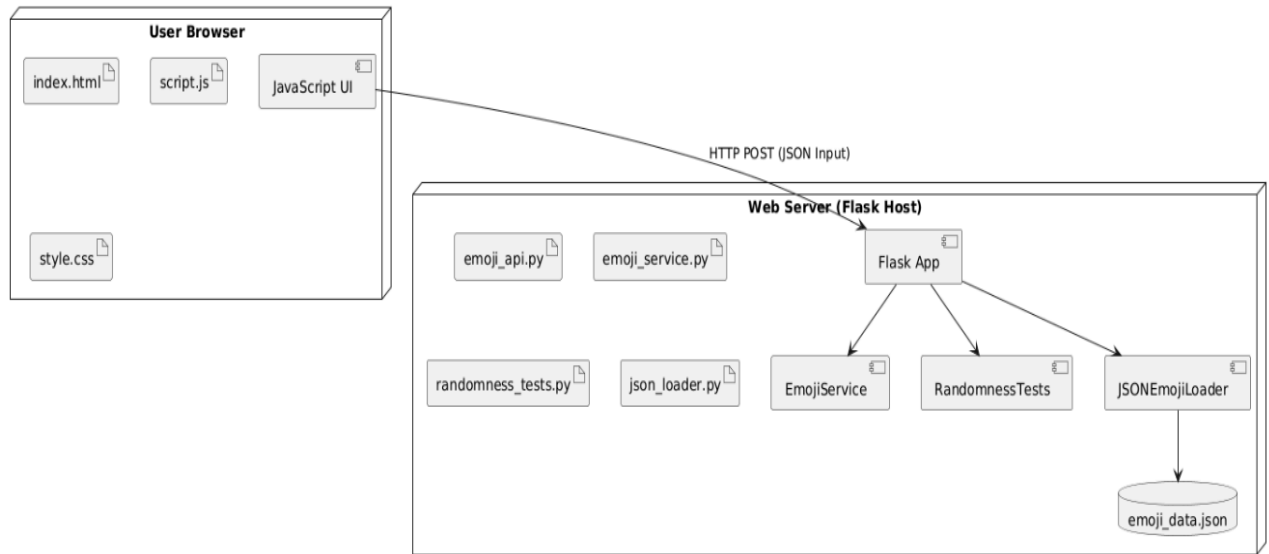 User Browser
index.html
script.js
JavaScript UI
HTTP POST (JSON Input)
style.css
Web Server (Flask Host)
emoji_api.py
emoji_service.py
Flask App
randomness_tests.py
json_loader.py
EmojiService
RandomnessTests
JSONEmojiLoader
emoji_data.json